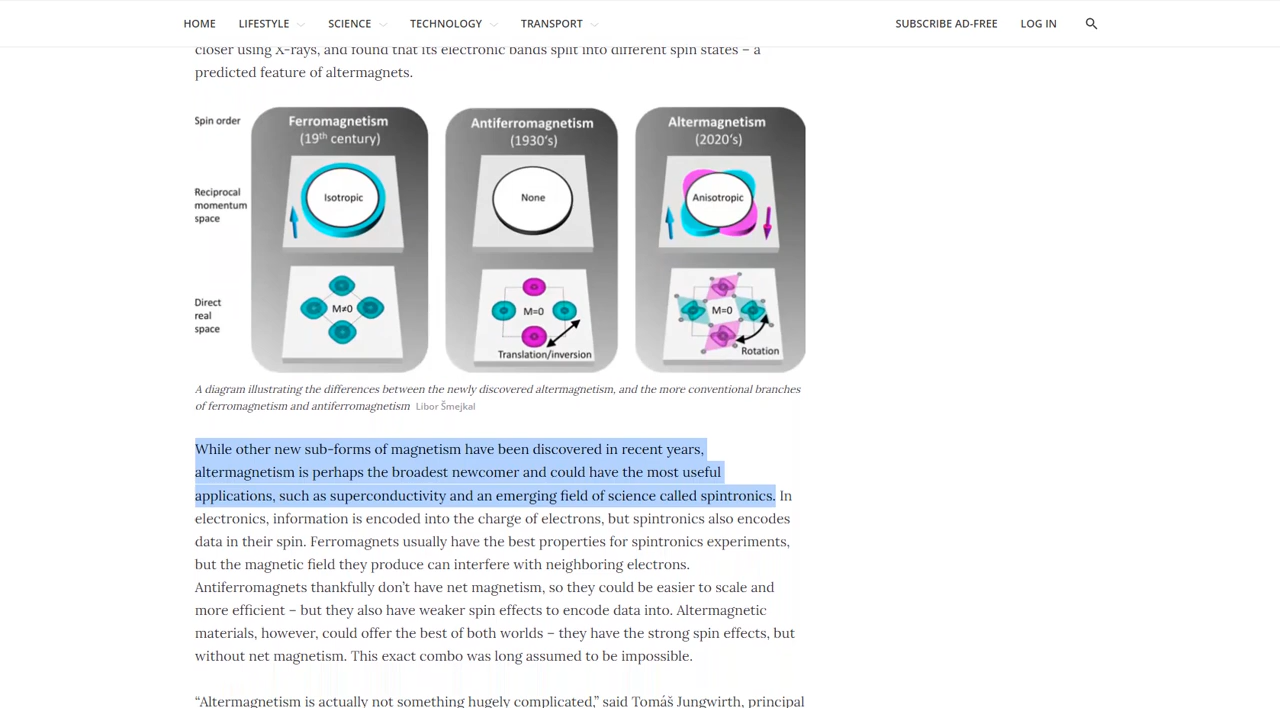 HOME LIFESTYLE SCIENCE TECHNOLOGY TRANSPORT SUBSCRIBE AD-FREE LOG IN
closer using X-rays, and found that its electronic bands split into different spin states – a
predicted feature of altermagnets.
Spin order
Ferromagnetism
(19th century)
Antiferromagnetism
(1930's)
Altermagnetism
(2020's)
Reciprocal
momentum
space
Isotropic
None
Anisotropic
Direct
real
space
M≠0
M=0
Translation/inversion
M=0
Rotation
A diagram illustrating the differences between the newly discovered altermagnetism, and the more conventional branches
of ferromagnetism and antiferromagnetism Libor Šmejkal
While other new sub-forms of magnetism have been discovered in recent years,
altermagnetism is perhaps the broadest newcomer and could have the most useful
applications, such as superconductivity and an emerging field of science called spintronics. In
electronics, information is encoded into the charge of electrons, but spintronics also encodes
data in their spin. Ferromagnets usually have the best properties for spintronics experiments,
but the magnetic field they produce can interfere with neighboring electrons.
Antiferromagnets thankfully don't have net magnetism, so they could be easier to scale and
more efficient – but they also have weaker spin effects to encode data into. Altermagnetic
materials, however, could offer the best of both worlds – they have the strong spin effects, but
without net magnetism. This exact combo was long assumed to be impossible.
“Altermagnetism is actually not something hugely complicated,” said Tomáš Jungwirth, principal